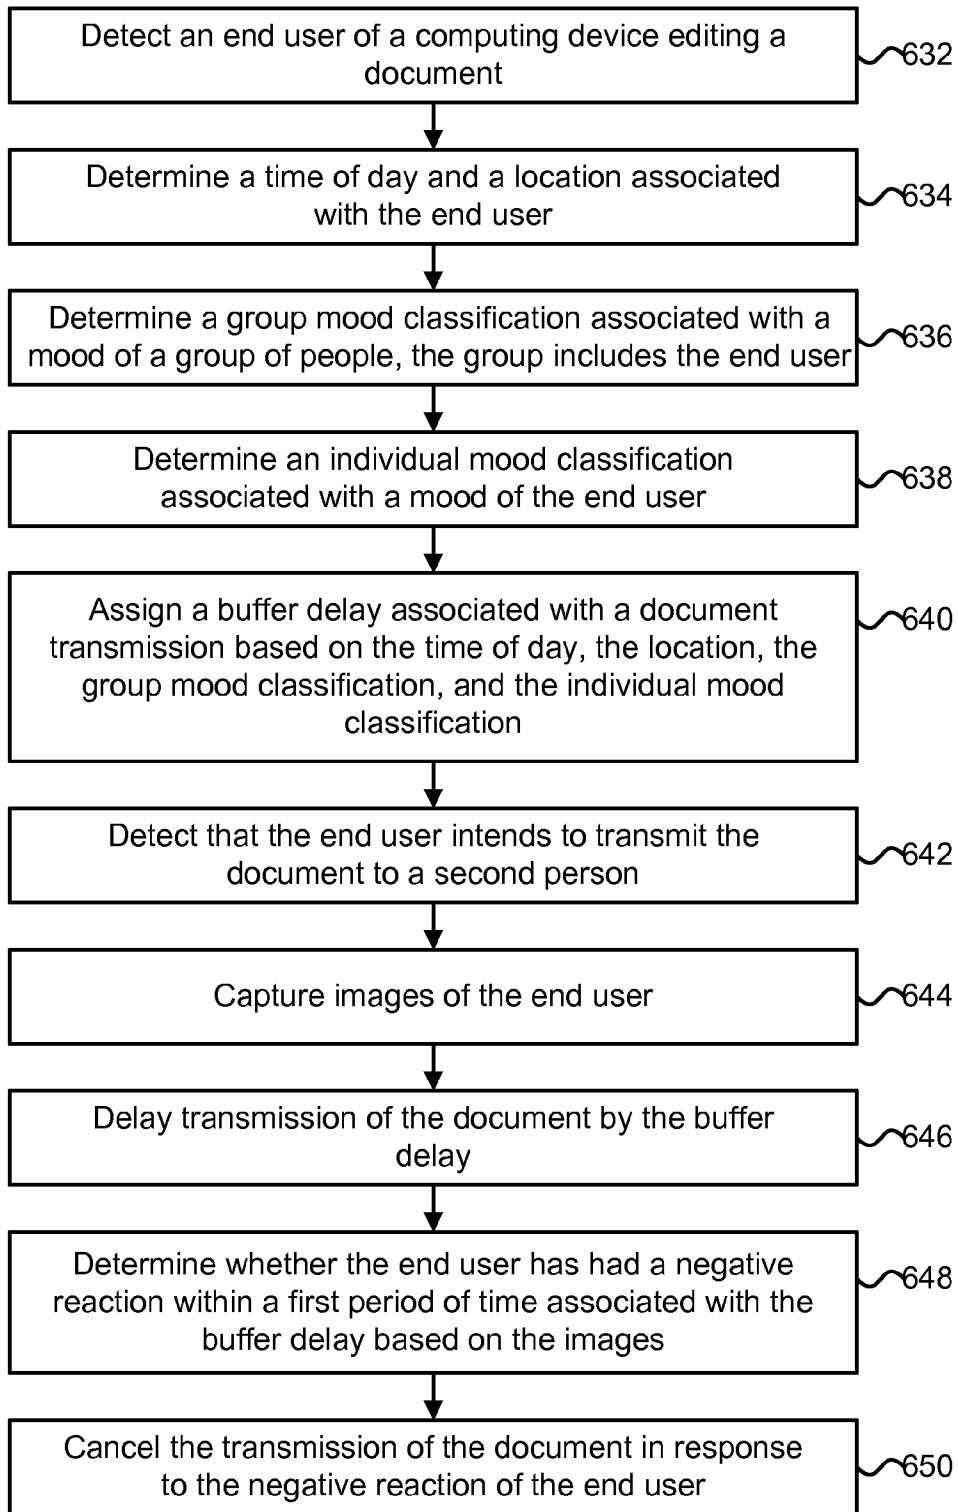 Detect an end user of a computing device editing a
document
632
Determine a time of day and a location associated
with the end user
634
Determine a group mood classification associated with a
mood of a group of people, the group includes the end user
636
Determine an individual mood classification
associated with a mood of the end user
638
Assign a buffer delay associated with a document
transmission based on the time of day, the location, the
group mood classification, and the individual mood
classification
640
Detect that the end user intends to transmit the
document to a second person
642
Capture images of the end user
644
Delay transmission of the document by the buffer
delay
646
Determine whether the end user has had a negative
reaction within a first period of time associated with the
buffer delay based on the images
648
Cancel the transmission of the document in response
to the negative reaction of the end user
650